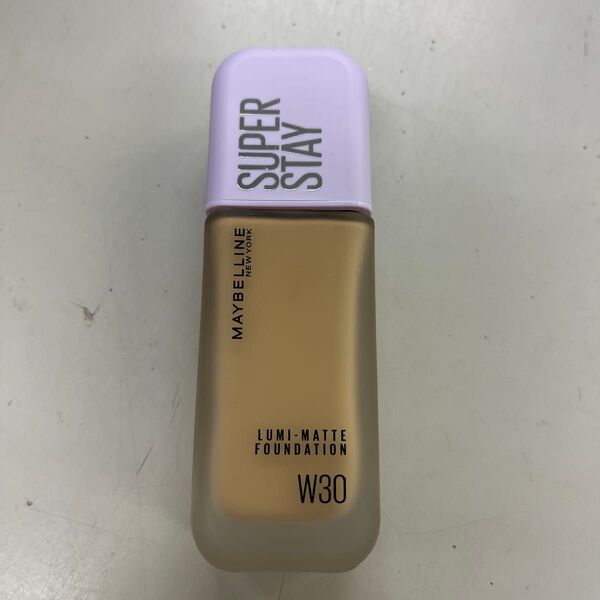 SUPER
STAY
MAYBELLINE
NEW YORK
LUMI-MATTE
FOUNDATION
W30